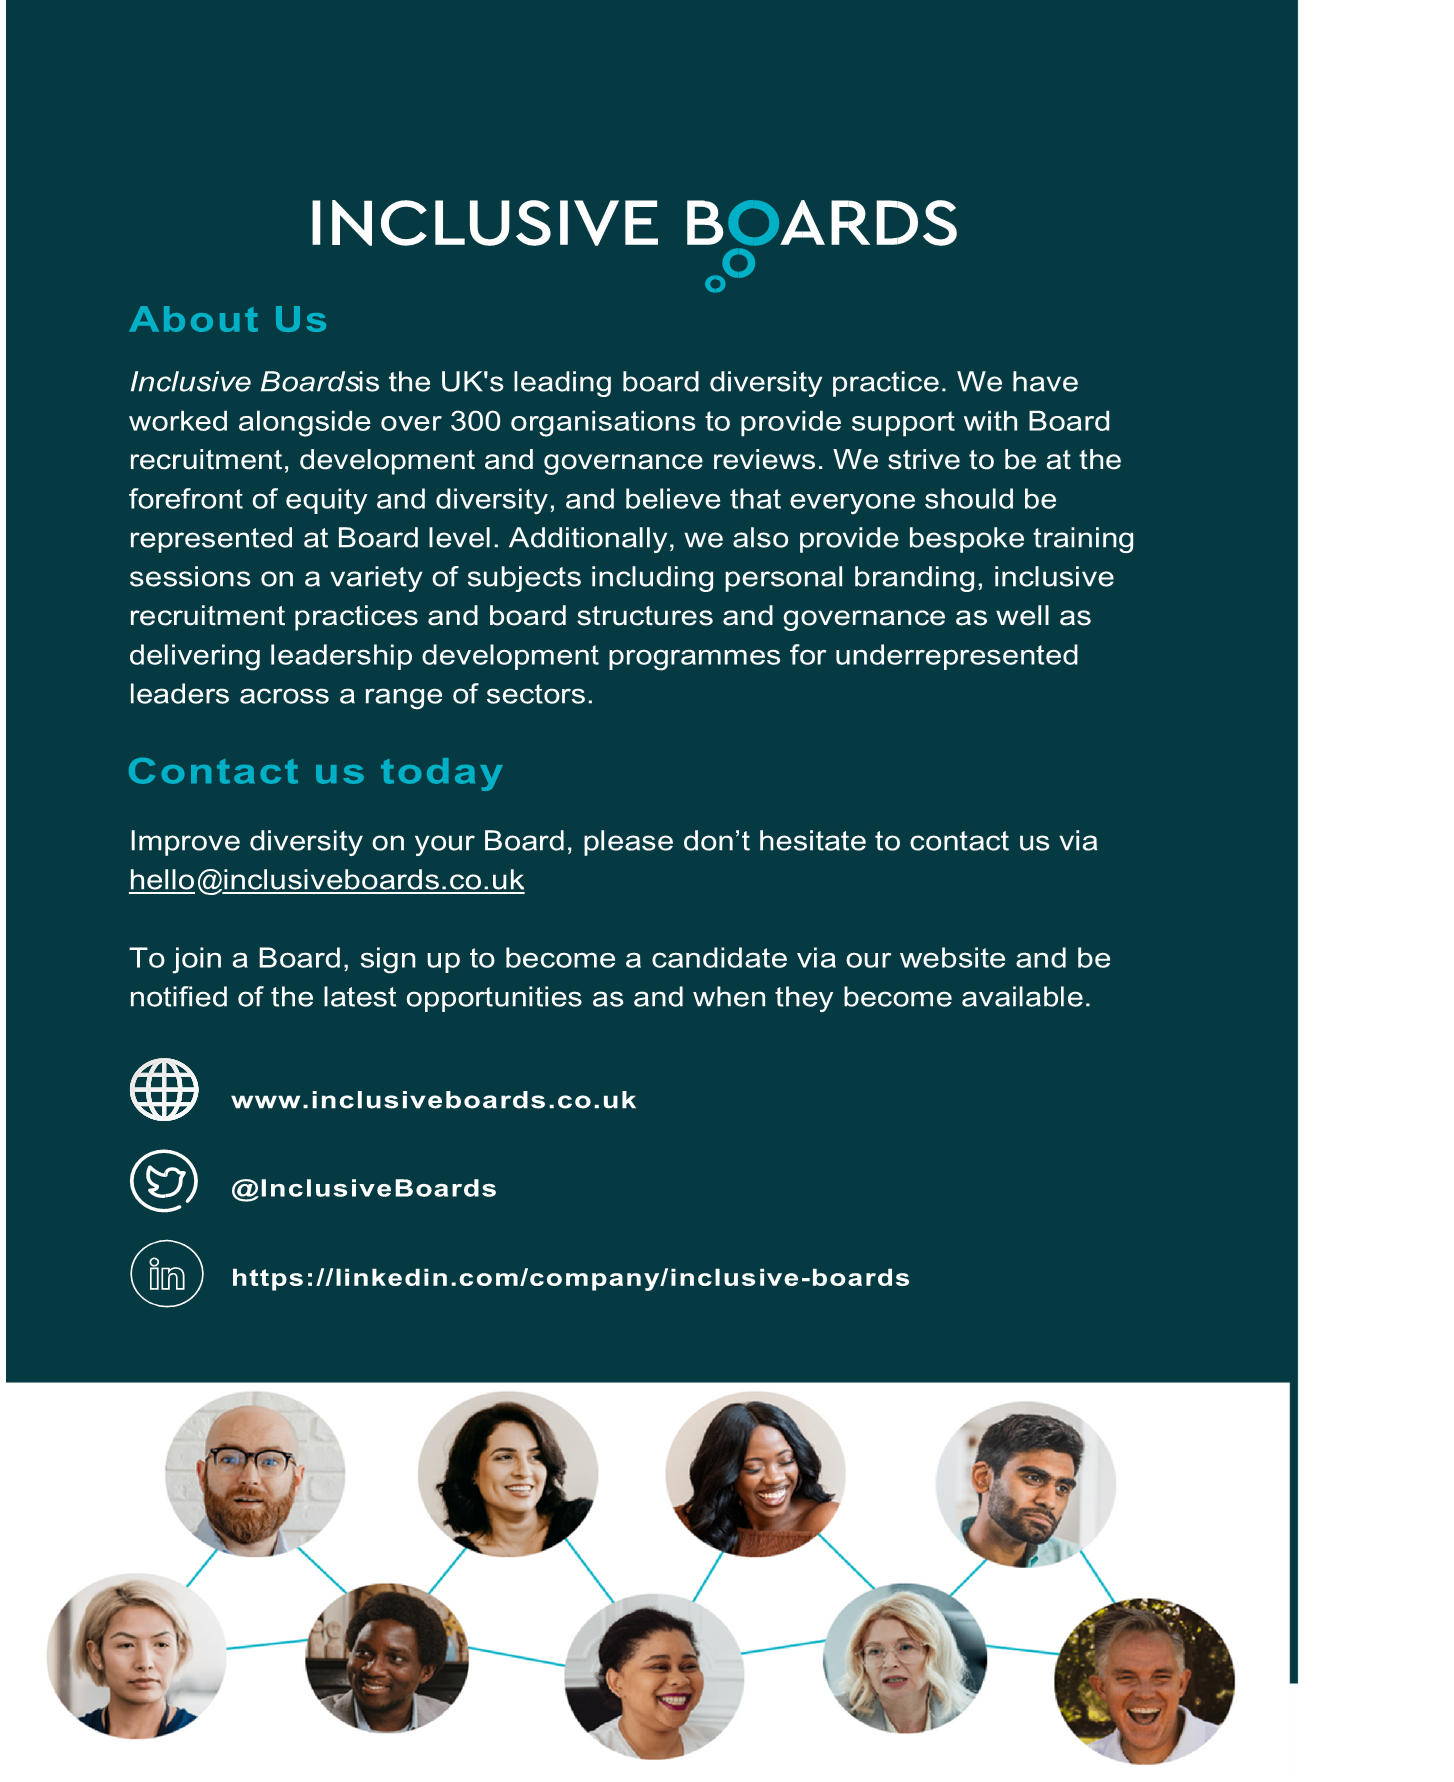 INCLUSIVE BOARDS
About Us
Inclusive Boardsis the UK's leading board diversity practice. We have
worked alongside over 300 organisations to provide support with Board
recruitment, development and governance reviews. We strive to be at the
forefront of equity and diversity, and believe that everyone should be
represented at Board level. Additionally, we also provide bespoke training
sessions on a variety of subjects including personal branding, inclusive
recruitment practices and board structures and governance as well as
delivering leadership development programmes for underrepresented
leaders across a range of sectors.
Contact us today
Improve diversity on your Board, please don’t hesitate to contact us via
hello@inclusiveboards.co.uk
To join a Board, sign up to become a candidate via our website and be
notified of the latest opportunities as and when they become available.
www.inclusiveboards.co.uk
@InclusiveBoards
in
https://linkedin.com/company/inclusive-boards